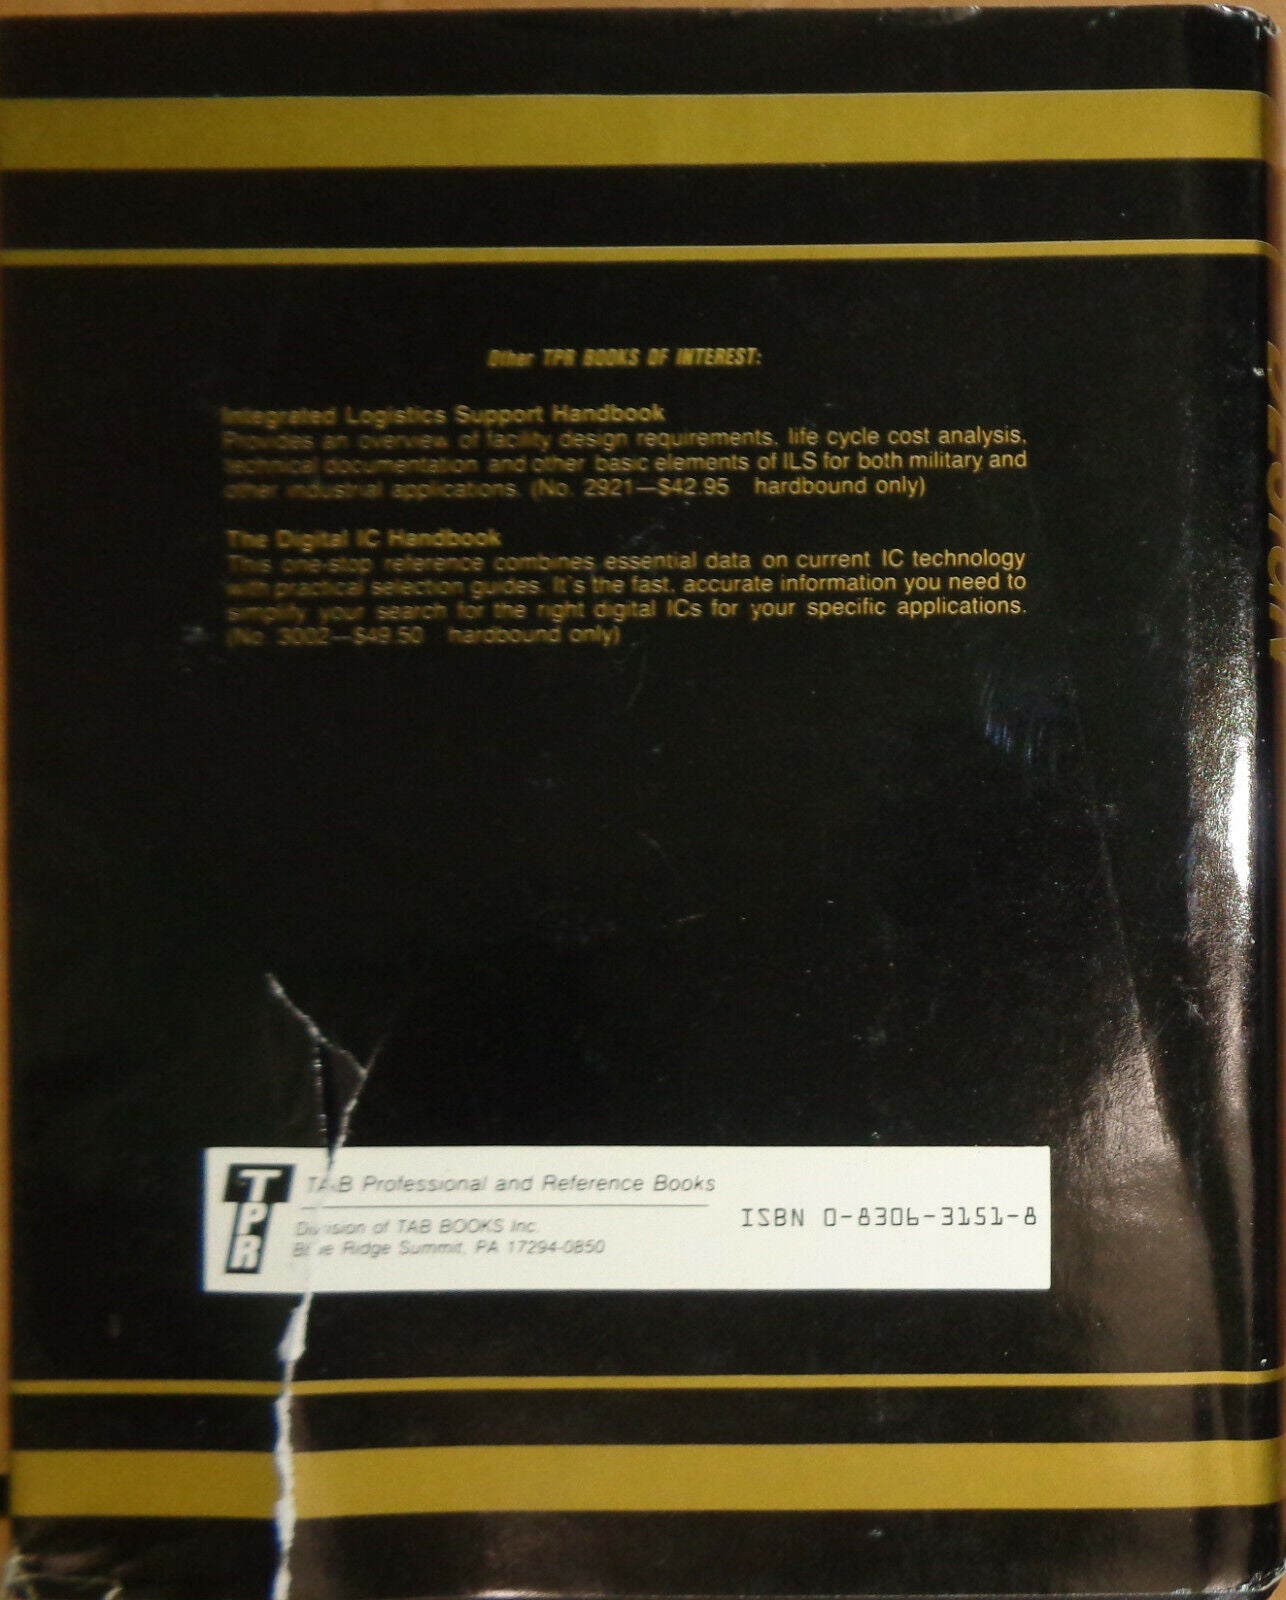 Other TPR BOOKS OF INTEREST:
Integrated Logistics Support Handbook
Provides an overview of facility design requirements, life cycle cost analysis,
technical documentation and other basic elements of ILS for both military and
other industrial applications. (No. 2921—$42.95 hardbound only)
The Digital IC Handbook
This one-stop reference combines essential data on current IC technology
with practical selection guides. It's the fast, accurate information you need to
simplify your search for the right digital ICs for your specific applications.
(No. 3002—$49.50 hardbound only)
TPR
TAB Professional and Reference Books
Division of TAB BOOKS Inc.
Blue Ridge Summit, PA 17294-0850
ISBN 0-8306-3151-8